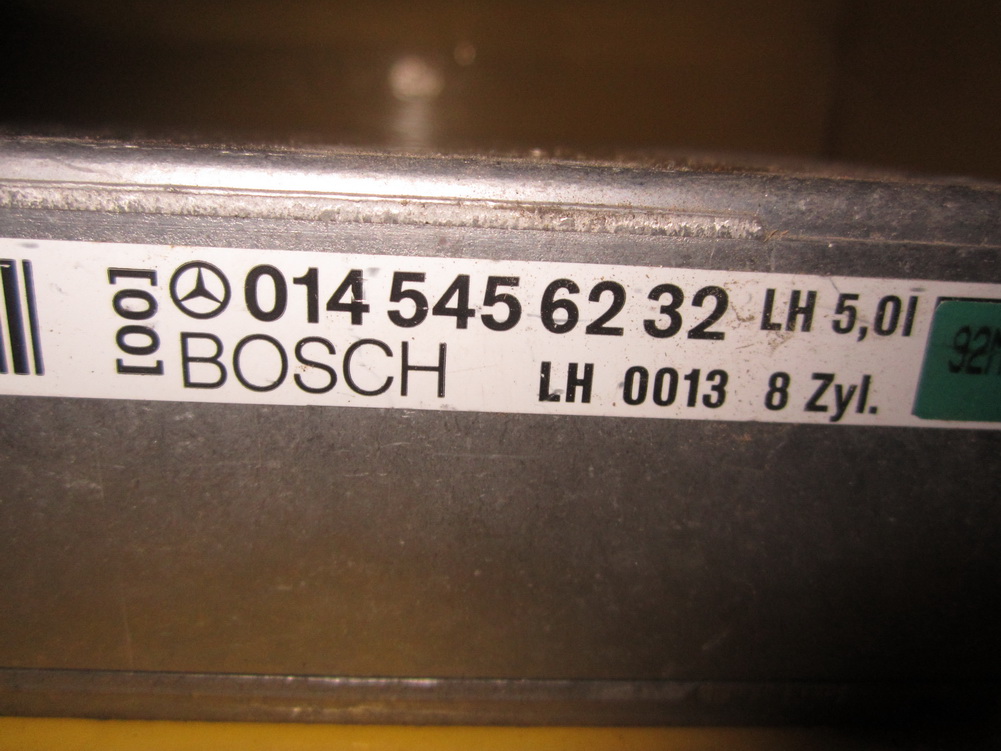 [00] 014 545 62 32 LH 5,0l
BOSCH LH 0013 8 Zyl.